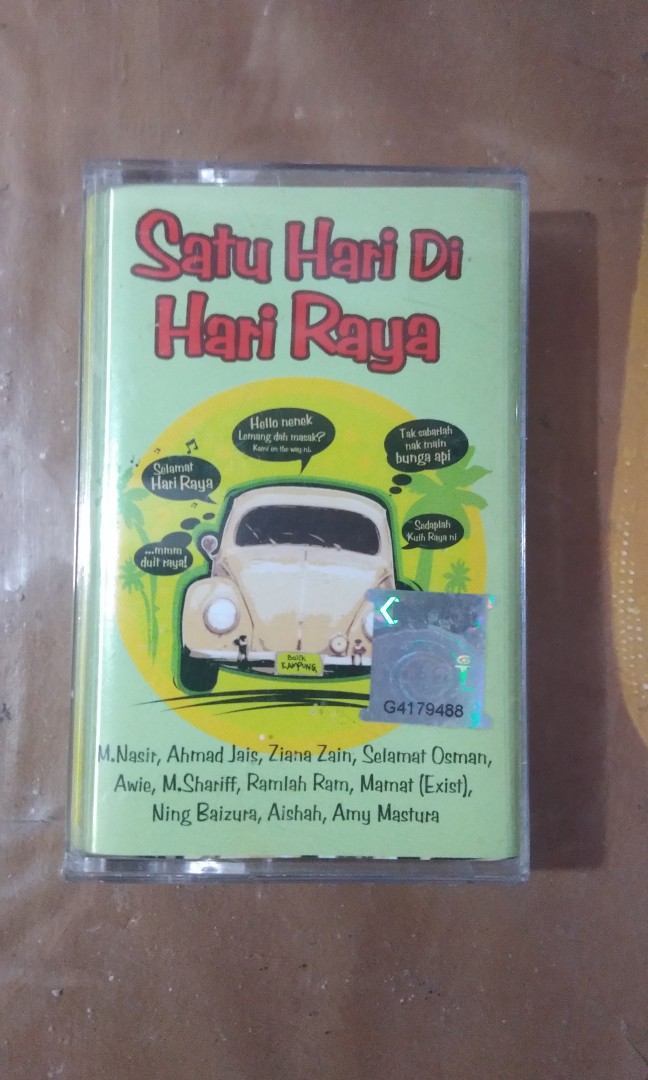 Satu Hari Di
Hari Raya
Hello nenek
Lemang dah masak?
Kami on the way ni.
Tak sabarlah
nak main
bunga api
Selamat
Hari Raya
Sedaplah
Kuih Raya ni
...mmm
duit raya!
Balik
KAMPUNG
G4179488
M.Nasir, Ahmad Jais, Ziana Zain, Selamat Osman,
Awie, M.Shariff, Ramlah Ram, Mamat (Exist),
Ning Baizura, Aishah, Amy Mastura